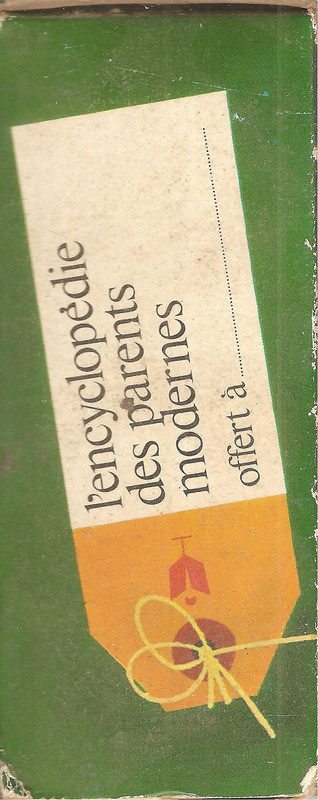 l'encyclopédie
des parents
modernes
offert à